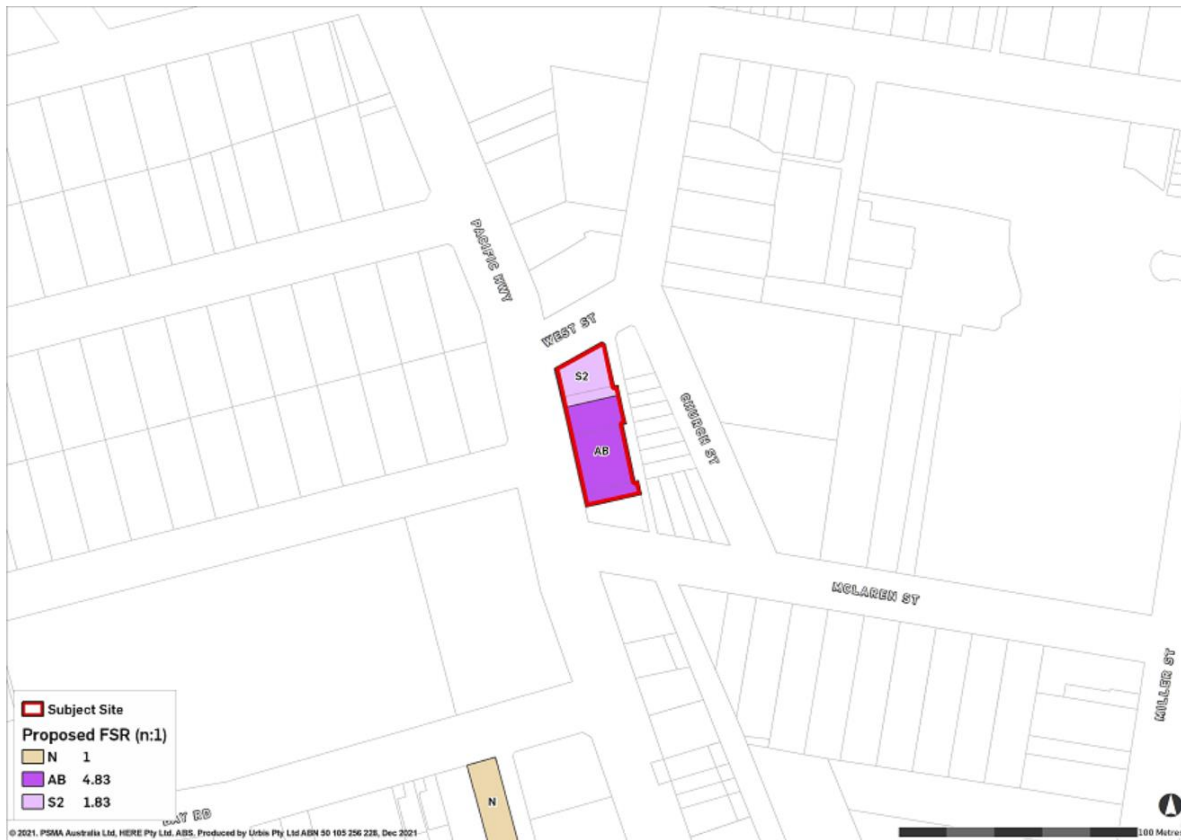 PACIFIC HWY
WEST ST
S2
CHURCH ST
AB
MCLAREN ST
MILLER ST
Subject Site
Proposed FSR (n:1)
N 1
AB 4.83
S2 1.83
BAY RD
N
© 2021. PSMA Australia Ltd, HERE Pty Ltd. ABS. Produced by Urbis Pty Ltd ABN 50 105 256 228, Dec 2021
100 Metres